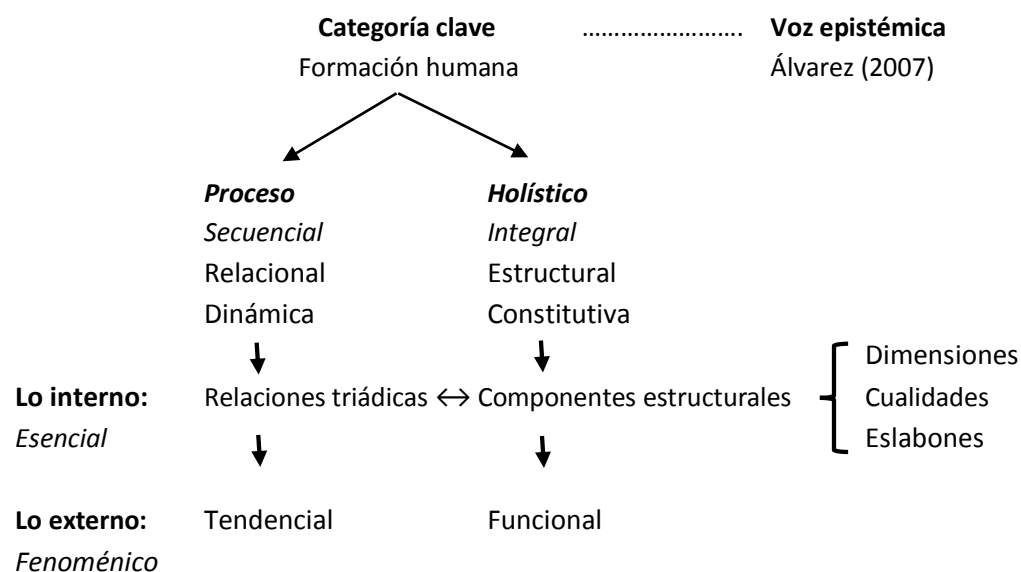 Categoría clave ........................ Voz epistémica
Formación humana Álvarez (2007)
Proceso Holístico
Secuencial Integral
Relacional Estructural
Dinámica Constitutiva
Dimensiones
Lo interno: Relaciones triádicas ↔ Componentes estructurales Cualidades
Esencial Eslabones
Lo externo: Tendencial Funcional
Fenoménico